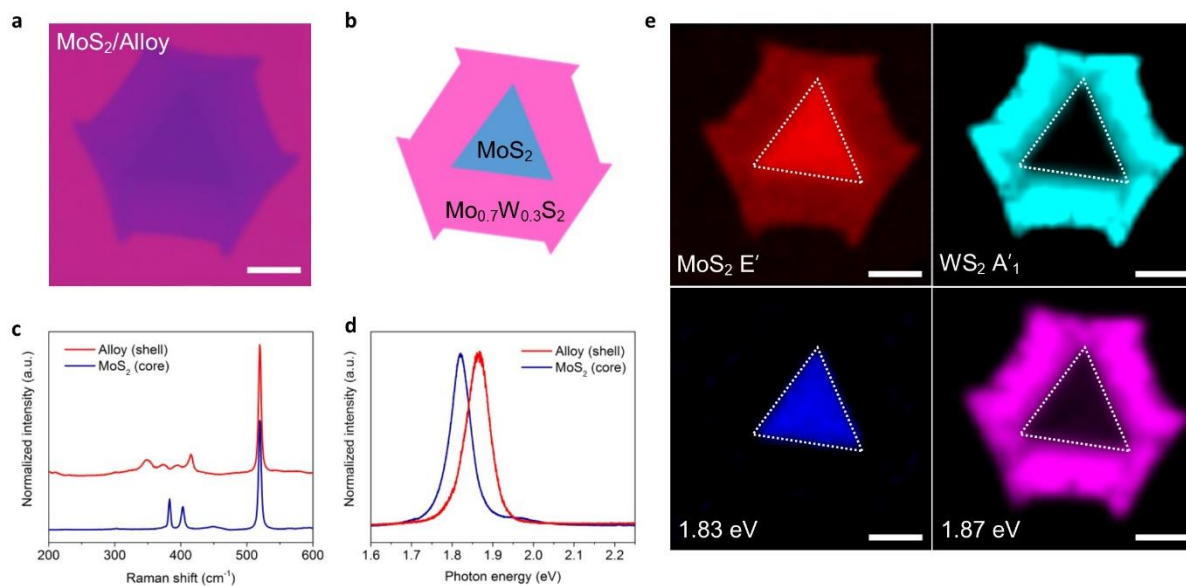 a
MoS₂/Alloy
b
MoS₂
Mo₀.₇W₀.₃S₂
c
Normalized intensity (a.u.)
Alloy (shell)
MoS₂ (core)
200 300 400 500 600
Raman shift (cm⁻¹)
d
Normalized intensity (a.u.)
Alloy (shell)
MoS₂ (core)
1.6 1.7 1.8 1.9 2.0 2.1 2.2
Photon energy (eV)
e
MoS₂ E′
WS₂ A′₁
1.83 eV
1.87 eV